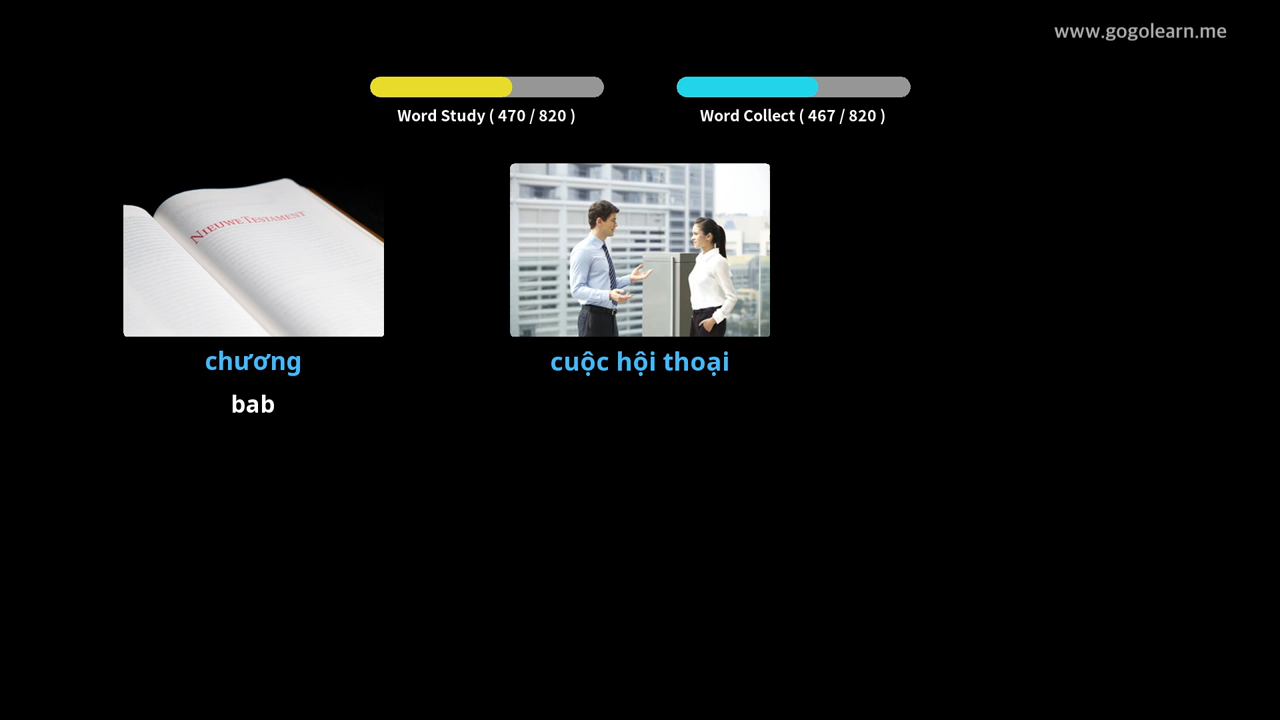 www.gogolearn.me
Word Study ( 470 / 820 )
Word Collect ( 467 / 820 )
NIEUWE TESTAMENT
chương
cuộc hội thoại
bab